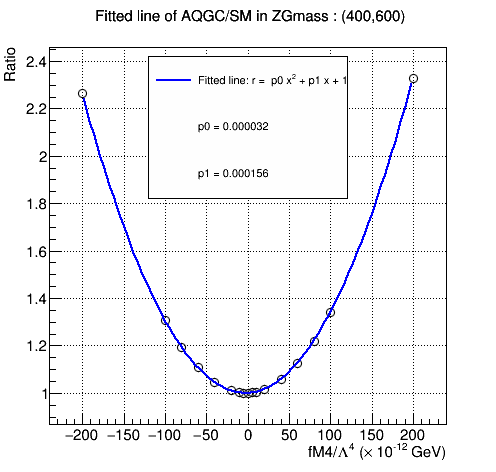 Fitted line of AQGC/SM in ZGmass : (400,600)
Ratio
Fitted line: r = p0 x² + p1 x + 1
p0 = 0.000032
p1 = 0.000156
2.4
2.2
2
1.8
1.6
1.4
1.2
1
−200 −150 −100 −50 0 50 100 150 200
fM4/Λ⁴ (× 10⁻¹² GeV)